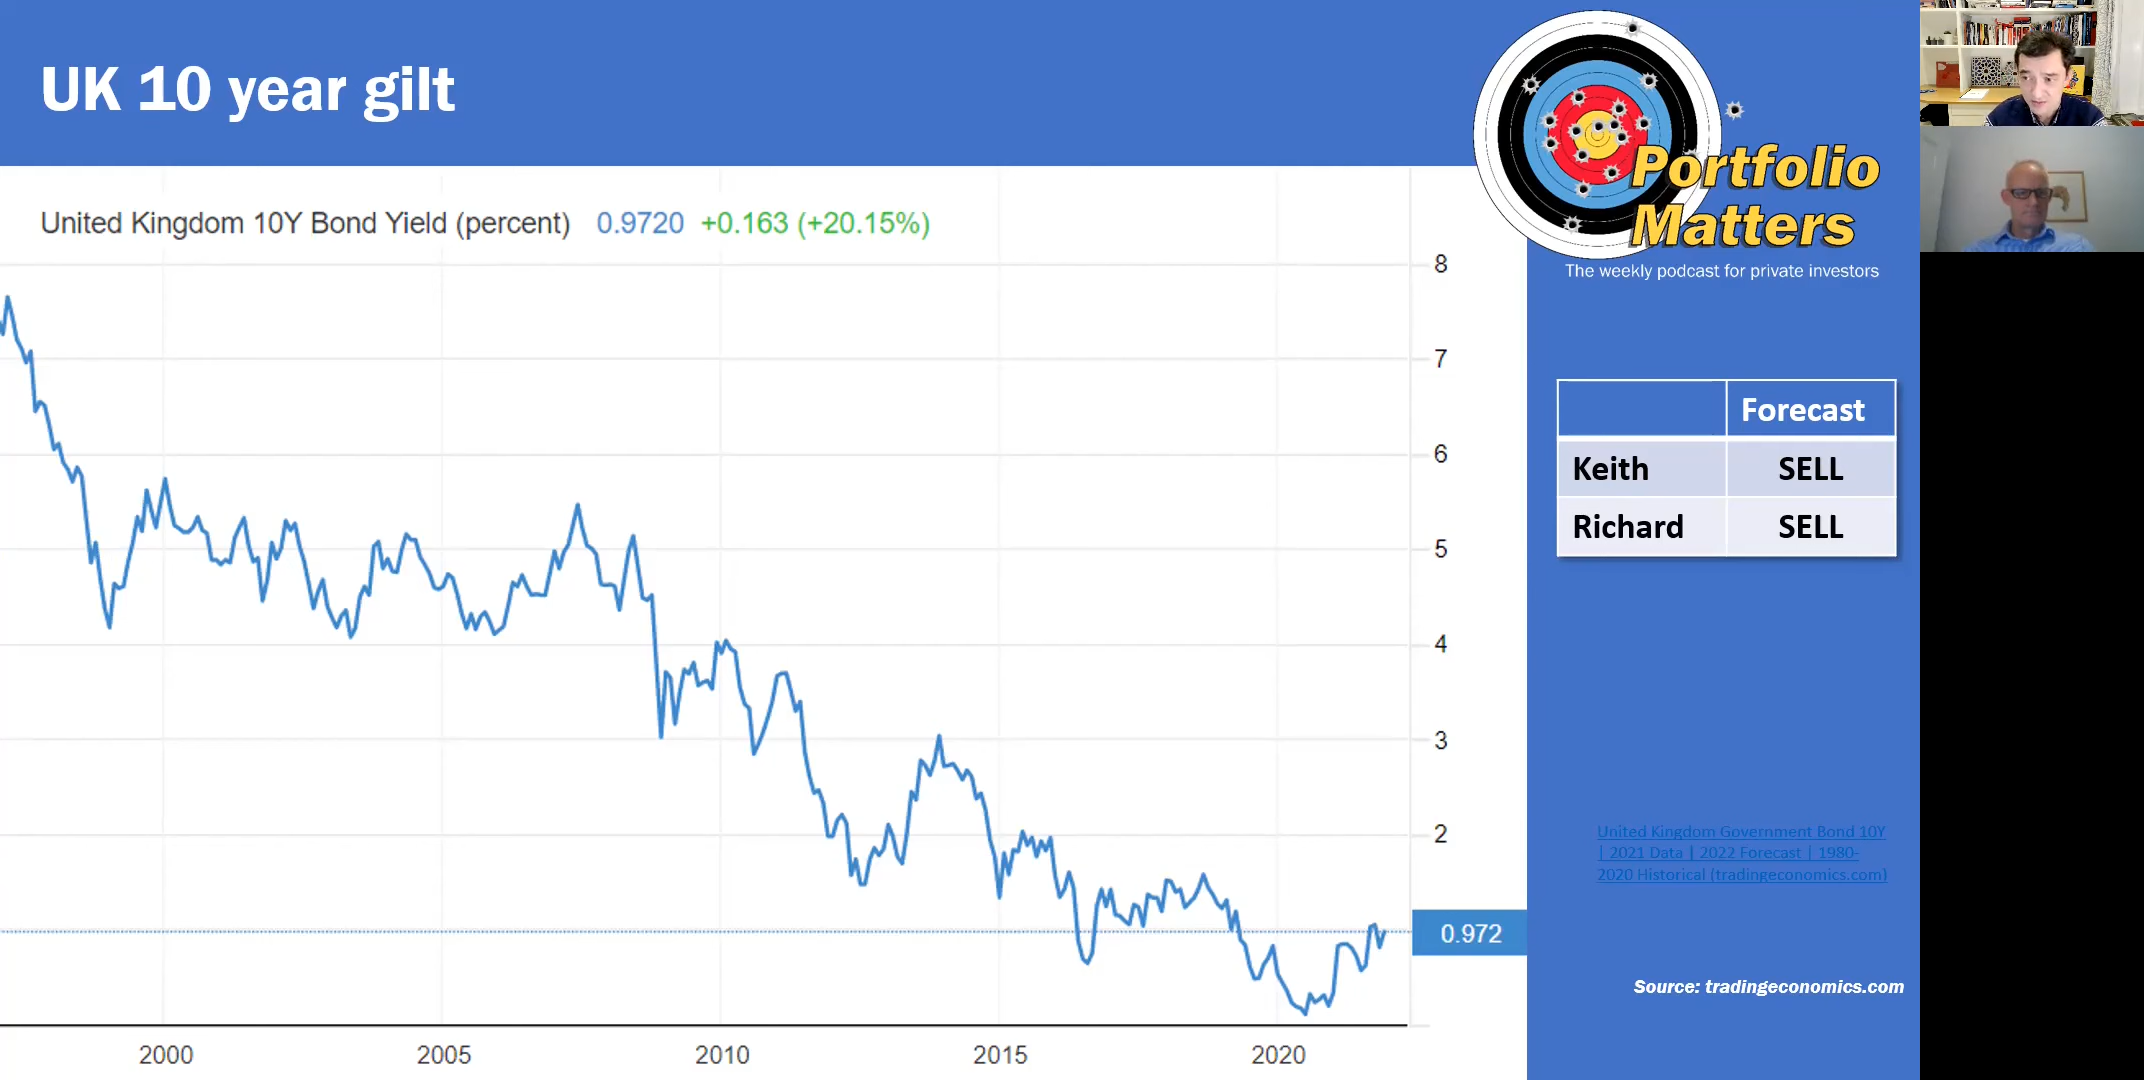 UK 10 year gilt
Portfolio
Matters
The weekly podcast for private investors
United Kingdom 10Y Bond Yield (percent) 0.9720 +0.163 (+20.15%)
8
7
6
5
4
3
2
0.972
2000 2005 2010 2015 2020
Forecast
Keith SELL
Richard SELL
United Kingdom Government Bond 10Y
| 2021 Data | 2022 Forecast | 1980-
2020 Historical (tradingeconomics.com)
Source: tradingeconomics.com